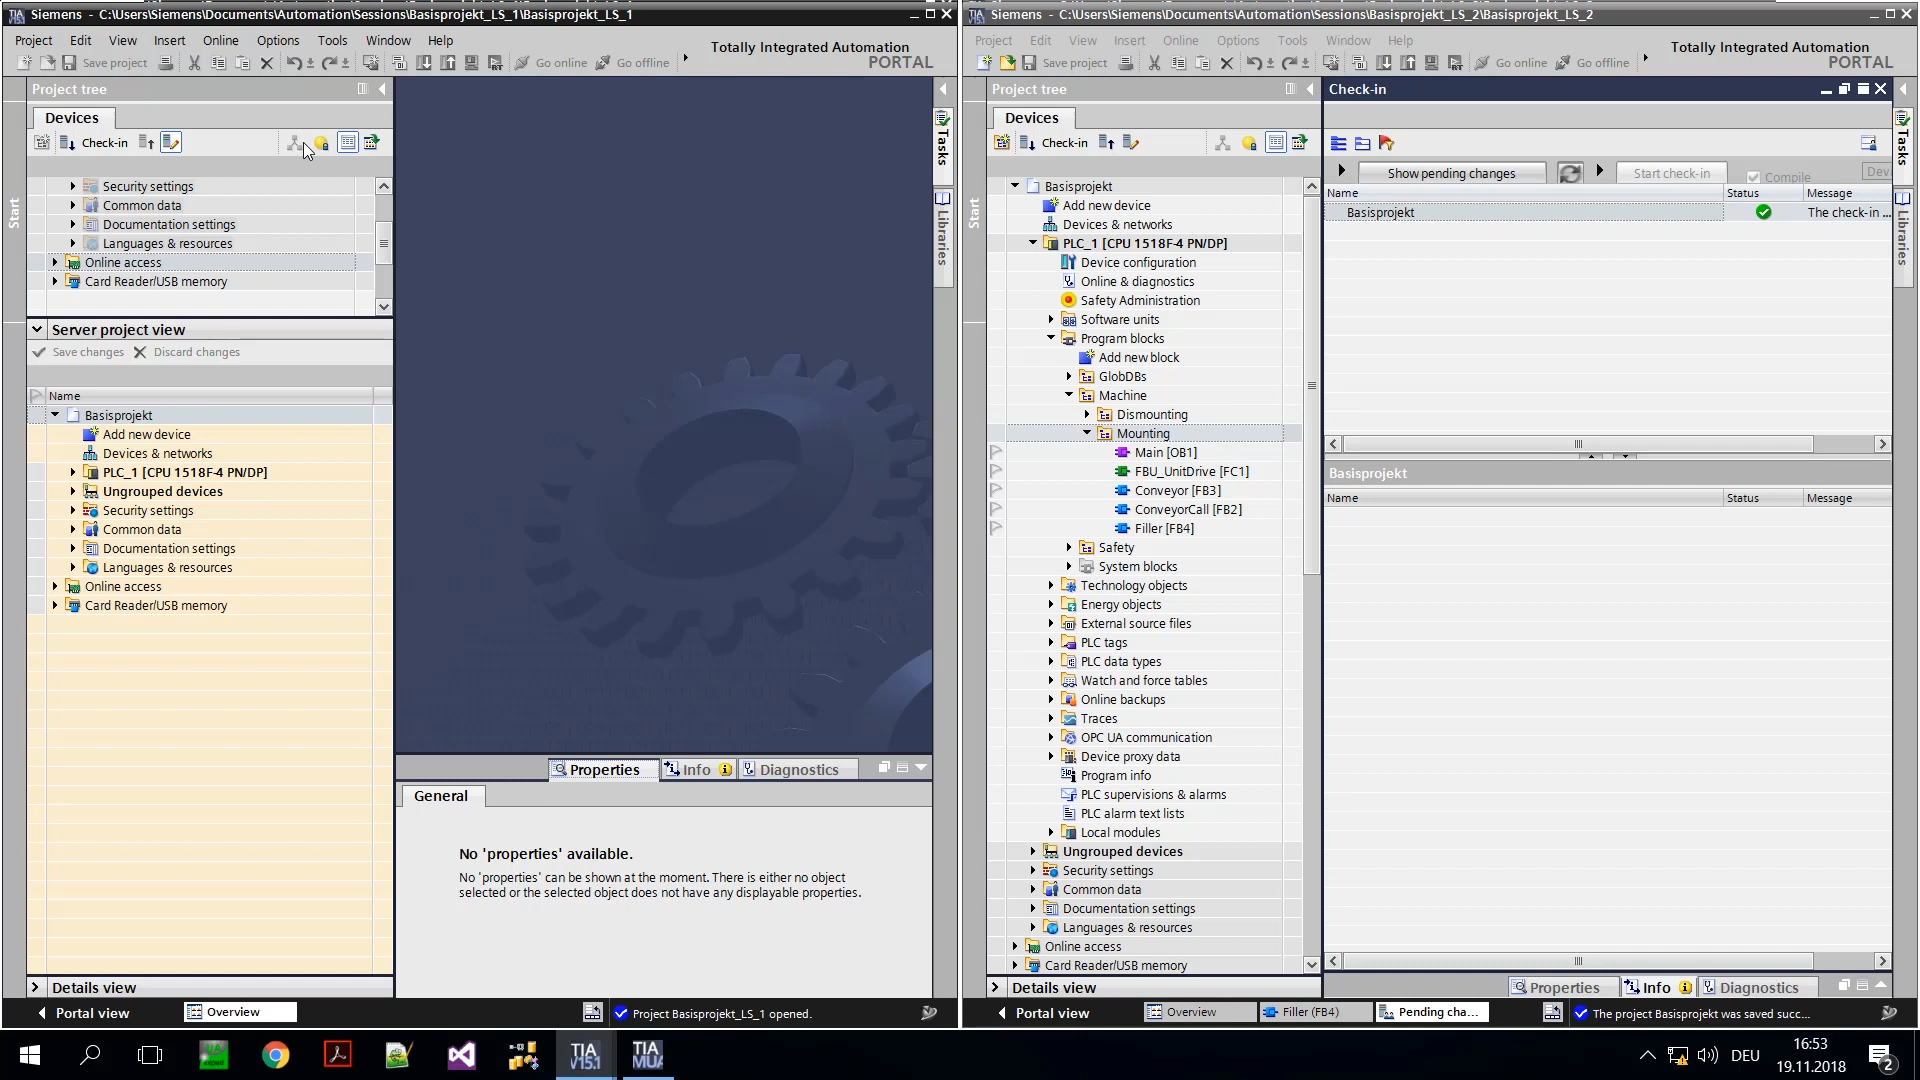 Siemens - C:\Users\Siemens\Documents\Automation\Sessions\Basisprojekt_LS_1\Basisprojekt_LS_1
Project Edit View Insert Online Options Tools Window Help
Save project
Go online
Go offline
Totally Integrated Automation
PORTAL
Project tree
Devices
Check-in
Start
Security settings
Common data
Documentation settings
Languages & resources
Online access
Card Reader/USB memory
Server project view
Save changes
Discard changes
Name
Basisprojekt
Add new device
Devices & networks
PLC_1 [CPU 1518F-4 PN/DP]
Ungrouped devices
Security settings
Common data
Documentation settings
Languages & resources
Online access
Card Reader/USB memory
Details view
Tasks
Libraries
Properties
Info
Diagnostics
General
No 'properties' available.
No 'properties' can be shown at the moment. There is either no object
selected or the selected object does not have any displayable properties.
Portal view
Overview
Project Basisprojekt_LS_1 opened.
Siemens - C:\Users\Siemens\Documents\Automation\Sessions\Basisprojekt_LS_2\Basisprojekt_LS_2
Project Edit View Insert Online Options Tools Window Help
Save project
Go online
Go offline
Totally Integrated Automation
PORTAL
Project tree
Devices
Check-in
Start
Basisprojekt
Add new device
Devices & networks
PLC_1 [CPU 1518F-4 PN/DP]
Device configuration
Online & diagnostics
Safety Administration
Software units
Program blocks
Add new block
GlobDBs
Machine
Dismounting
Mounting
Main [OB1]
FBU_UnitDrive [FC1]
Conveyor [FB3]
ConveyorCall [FB2]
Filler [FB4]
Safety
System blocks
Technology objects
Energy objects
External source files
PLC tags
PLC data types
Watch and force tables
Online backups
Traces
OPC UA communication
Device proxy data
Program info
PLC supervisions & alarms
PLC alarm text lists
Local modules
Ungrouped devices
Security settings
Common data
Documentation settings
Languages & resources
Online access
Card Reader/USB memory
Details view
Check-in
Show pending changes
Start check-in
Compile
Dev
Name Status Message
Basisprojekt The check-in ...
Basisprojekt
Name Status Message
Tasks
Libraries
Properties
Info
Diagnostics
Portal view
Overview
Filler (FB4)
Pending cha...
The project Basisprojekt was saved succ...
TIA
V15.1
TIA
MUA
DEU
16:53
19.11.2018
2